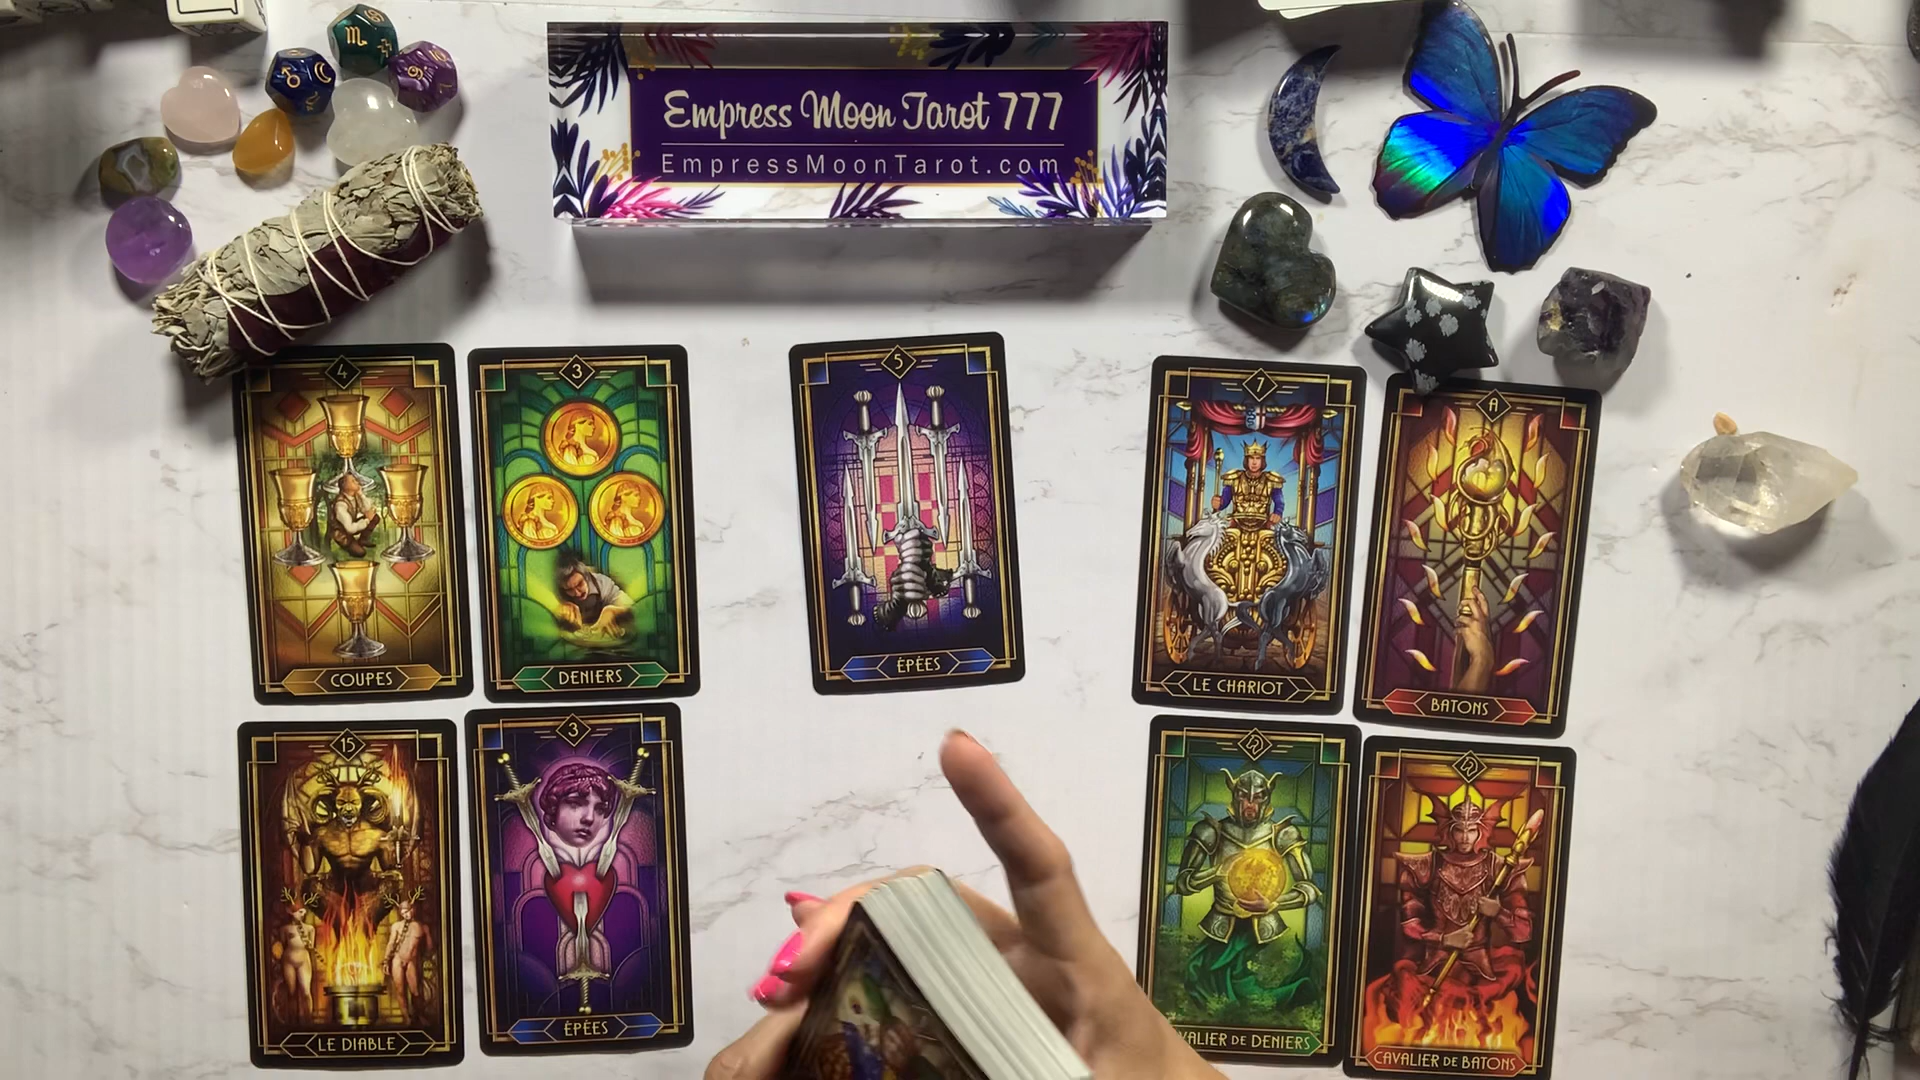 Empress Moon Tarot 777
EmpressMoonTarot.com
4
COUPES
3
DENIERS
5
ÉPÉES
7
LE CHARIOT
A
BATONS
15
LE DIABLE
3
ÉPÉES
DE DENIERS
CAVALIER DE BATONS